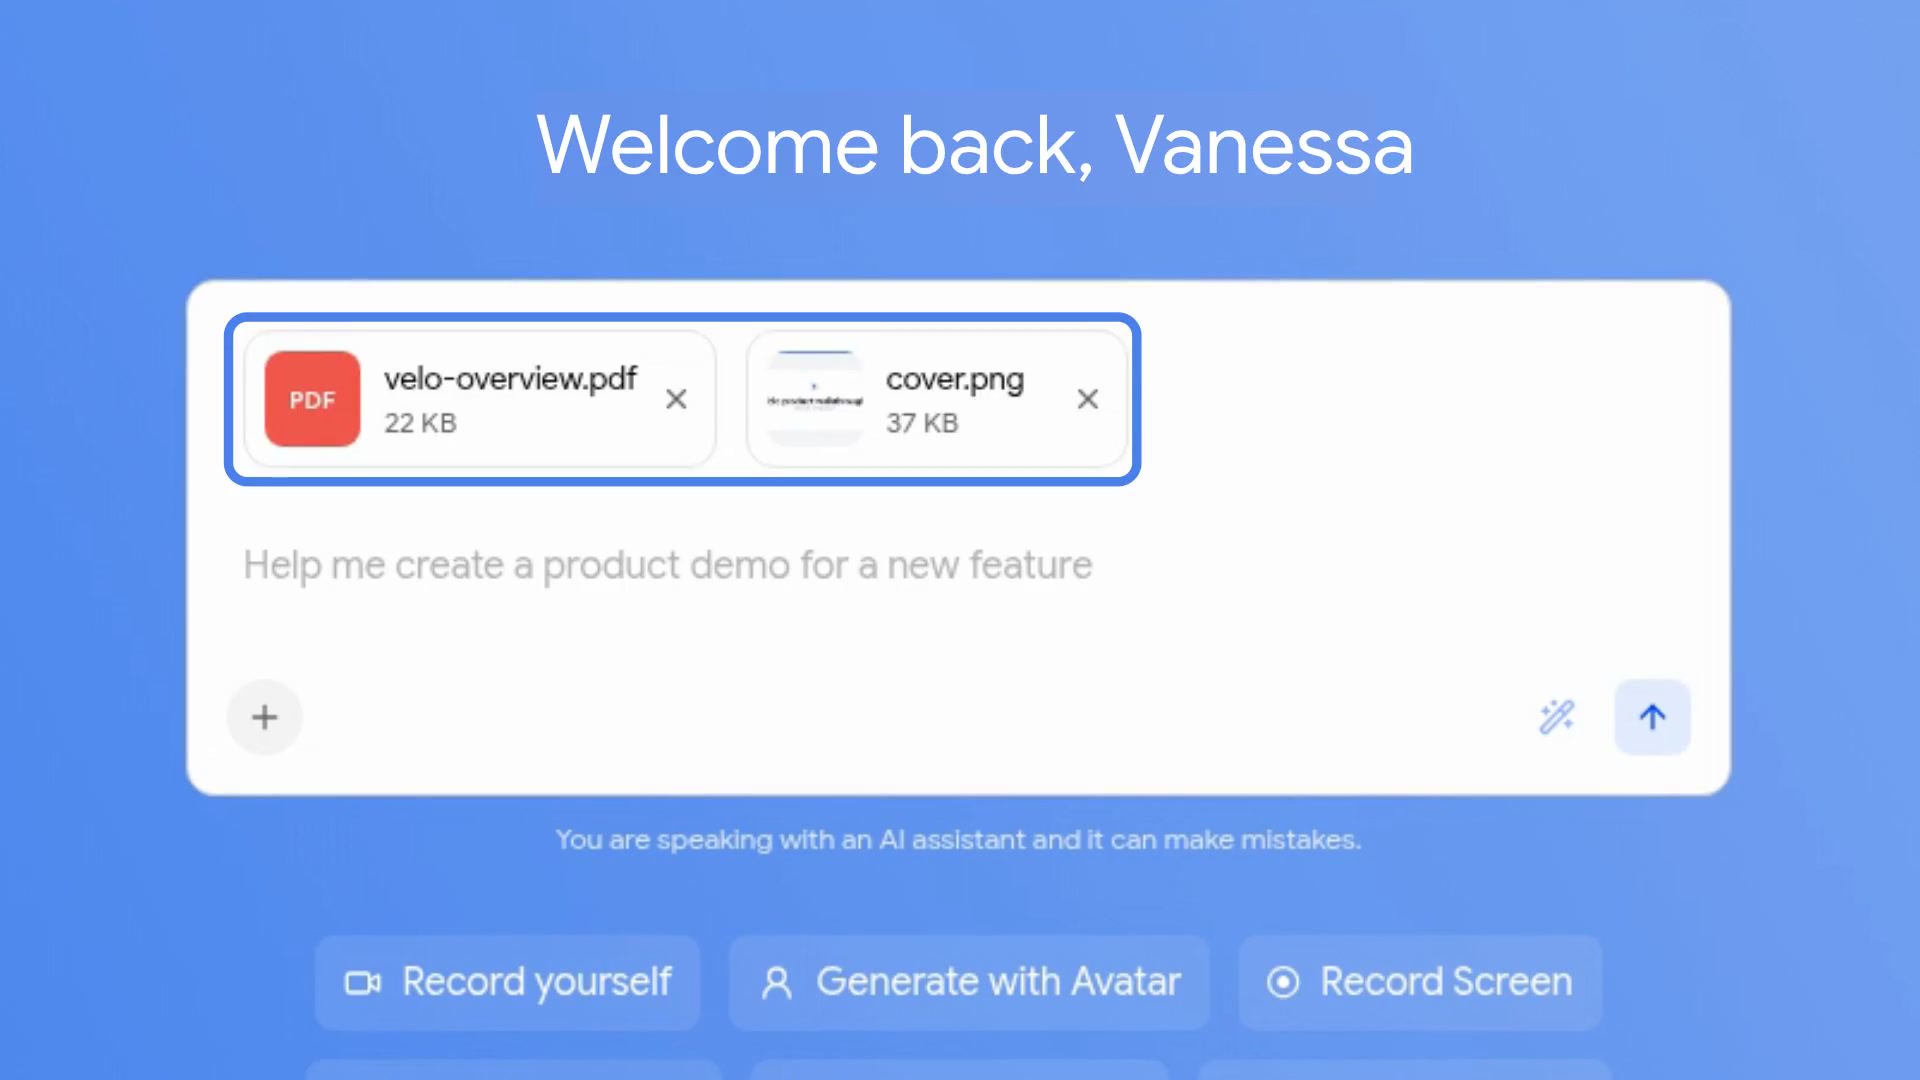 Welcome back, Vanessa
PDF
velo-overview.pdf
22 KB
cover.png
37 KB
Help me create a product demo for a new feature
You are speaking with an AI assistant and it can make mistakes.
Record yourself
Generate with Avatar
Record Screen